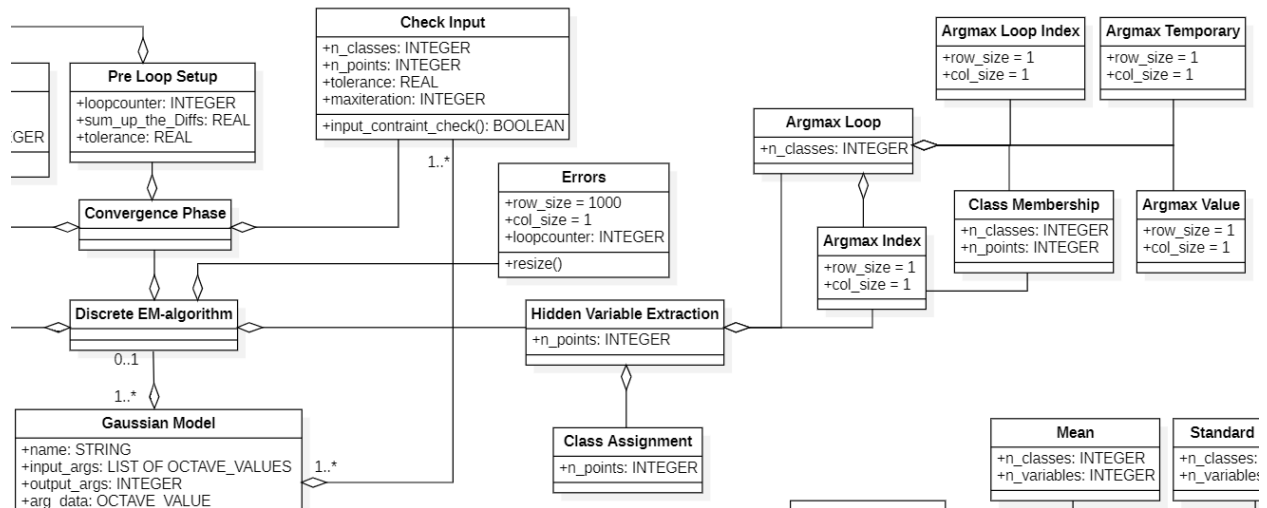 Check Input
+n_classes: INTEGER
+n_points: INTEGER
+tolerance: REAL
+maxiteration: INTEGER
+input_contraint_check(): BOOLEAN
1..*
Argmax Loop Index
+row_size = 1
+col_size = 1
Argmax Temporary
+row_size = 1
+col_size = 1
Pre Loop Setup
+loopcounter: INTEGER
+sum_up_the_Diffs: REAL
+tolerance: REAL
GER
Argmax Loop
+n_classes: INTEGER
Errors
+row_size = 1000
+col_size = 1
+loopcounter: INTEGER
+resize()
Convergence Phase
Class Membership
+n_classes: INTEGER
+n_points: INTEGER
Argmax Value
+row_size = 1
+col_size = 1
Argmax Index
+row_size = 1
+col_size = 1
Discrete EM-algorithm
0..1
1..*
Hidden Variable Extraction
+n_points: INTEGER
Gaussian Model
+name: STRING
+input_args: LIST OF OCTAVE_VALUES
+output_args: INTEGER
+arg_data: OCTAVE_VALUE
1..*
Class Assignment
+n_points: INTEGER
Mean
+n_classes: INTEGER
+n_variables: INTEGER
Standard
+n_classes:
+n_variables